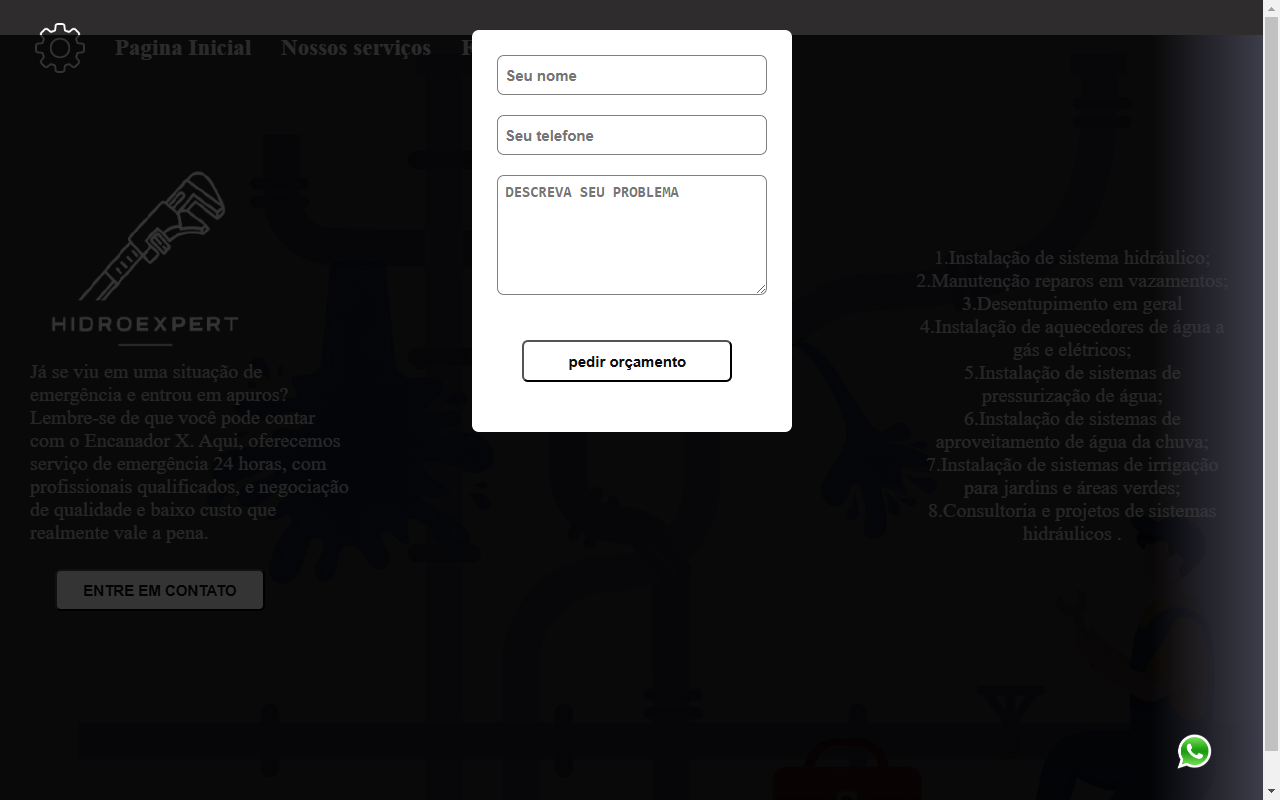 Pagina Inicial Nossos serviços
Seu nome
Seu telefone
DESCREVA SEU PROBLEMA
pedir orçamento
HIDROEXPERT
Já se viu em uma situação de
emergência e entrou em apuros?
Lembre-se de que você pode contar
com o Encanador X. Aqui, oferecemos
serviço de emergência 24 horas, com
profissionais qualificados, e negociação
de qualidade e baixo custo que
realmente vale a pena.
ENTRE EM CONTATO
1.Instalação de sistema hidráulico;
2.Manutenção reparos em vazamentos;
3.Desentupimento em geral
4.Instalação de aquecedores de água a
gás e elétricos;
5.Instalação de sistemas de
pressurização de água;
6.Instalação de sistemas de
aproveitamento de água da chuva;
7.Instalação de sistemas de irrigação
para jardins e áreas verdes;
8.Consultoria e projetos de sistemas
hidráulicos .